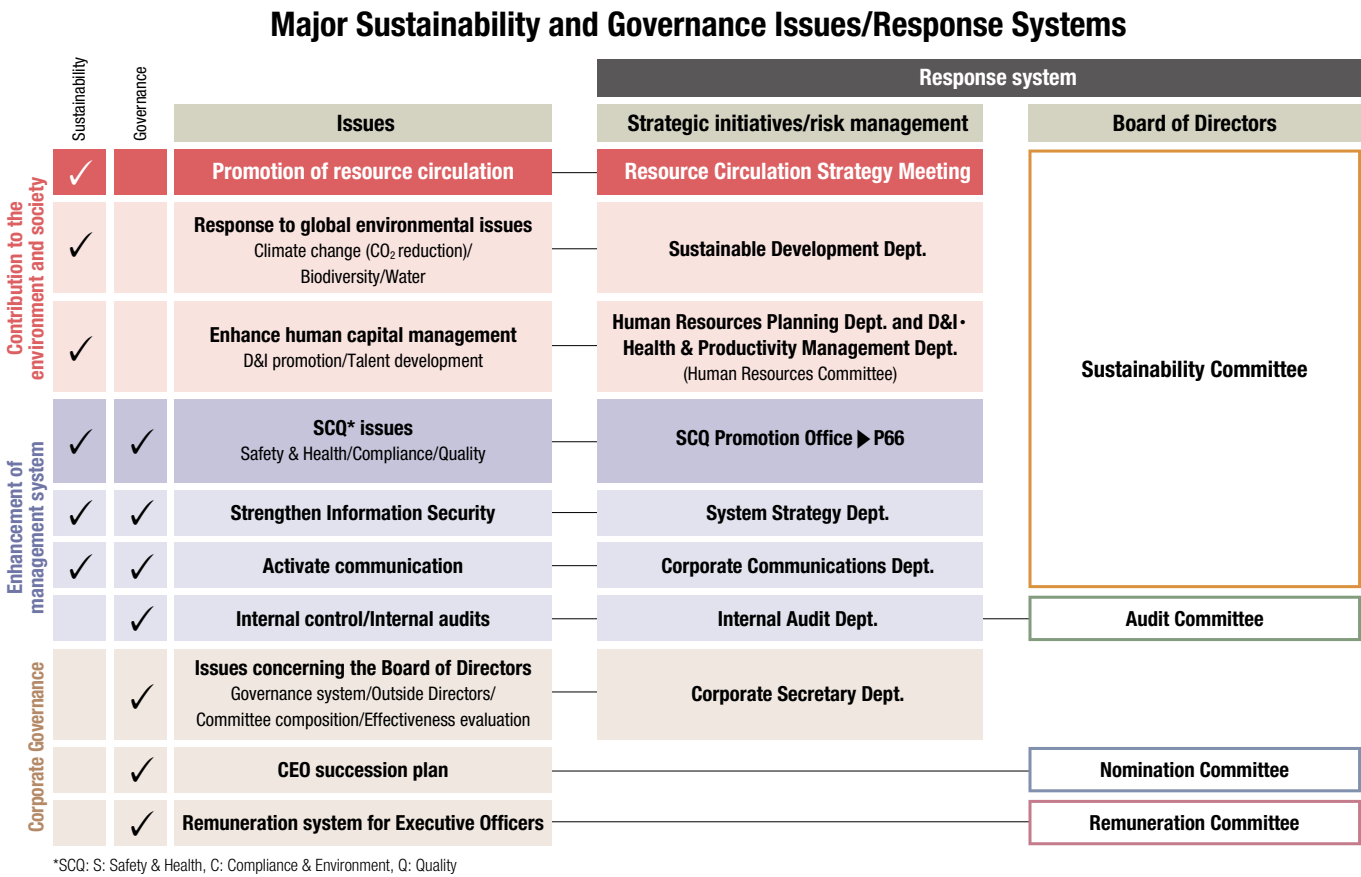 Major Sustainability and Governance Issues/Response Systems
Sustainability
Governance
Response system
Issues
Strategic initiatives/risk management
Board of Directors
Contribution to the
environment and society
✓
Promotion of resource circulation
Resource Circulation Strategy Meeting
✓
Response to global environmental issues
Climate change (CO₂ reduction)/
Biodiversity/Water
Sustainable Development Dept.
✓
Enhance human capital management
D&I promotion/Talent development
Human Resources Planning Dept. and D&I・
Health & Productivity Management Dept.
(Human Resources Committee)
Sustainability Committee
Enhancement of
management system
✓ ✓
SCQ* issues
Safety & Health/Compliance/Quality
SCQ Promotion Office ▶ P66
✓ ✓
Strengthen Information Security
System Strategy Dept.
✓ ✓
Activate communication
Corporate Communications Dept.
✓
Internal control/Internal audits
Internal Audit Dept.
Audit Committee
Corporate Governance
✓
Issues concerning the Board of Directors
Governance system/Outside Directors/
Committee composition/Effectiveness evaluation
Corporate Secretary Dept.
✓
CEO succession plan
Nomination Committee
✓
Remuneration system for Executive Officers
Remuneration Committee
*SCQ: S: Safety & Health, C: Compliance & Environment, Q: Quality